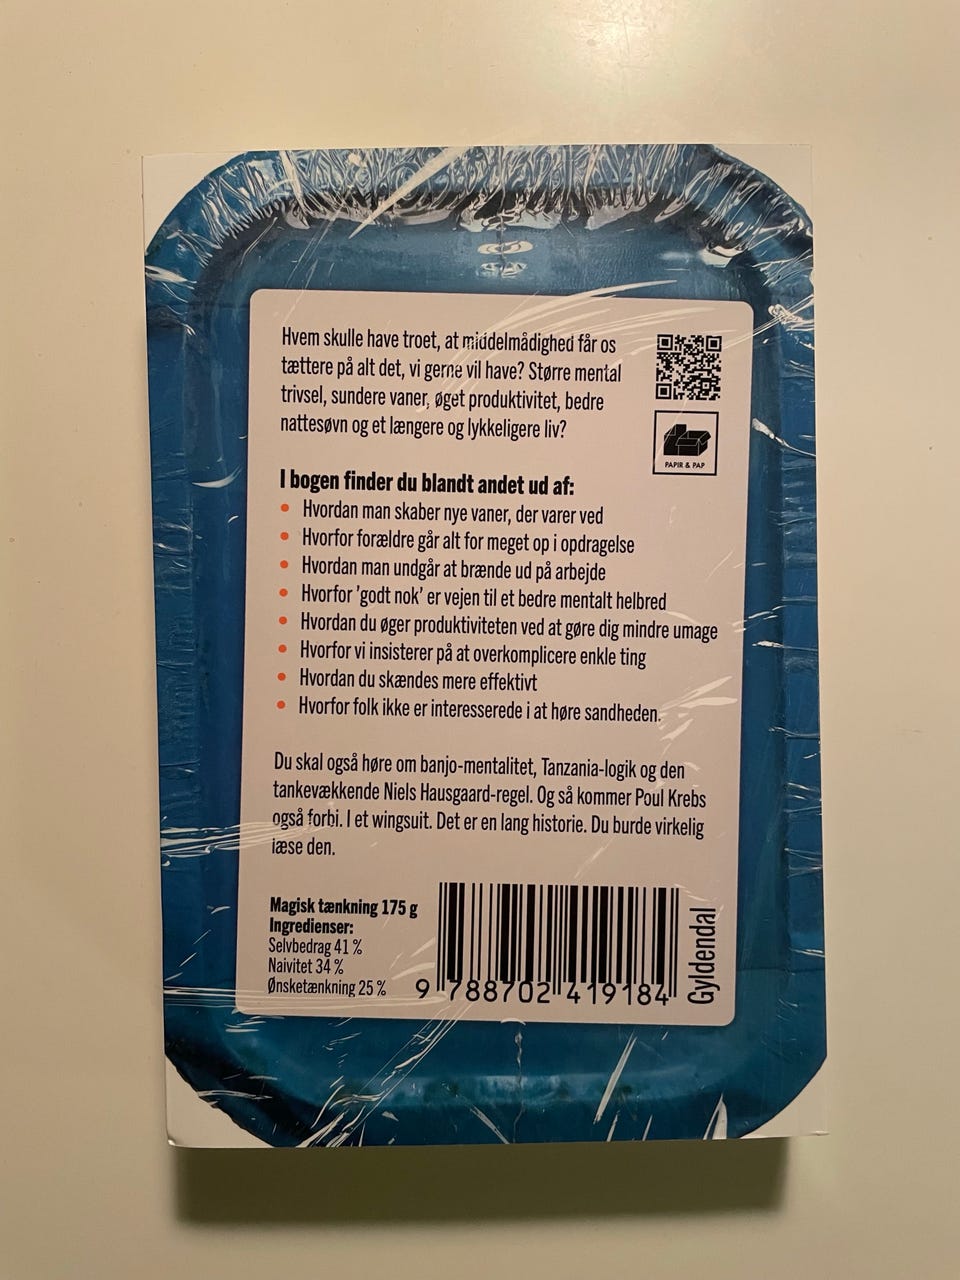 Hvem skulle have troet, at middelmådighed får os
tættere på alt det, vi gerne vil have? Større mental
trivsel, sundere vaner, øget produktivitet, bedre
nattesøvn og et længere og lykkeligere liv?
PAPIR & PAP
I bogen finder du blandt andet ud af:
• Hvordan man skaber nye vaner, der varer ved
• Hvorfor forældre går alt for meget op i opdragelse
• Hvordan man undgår at brænde ud på arbejde
• Hvorfor 'godt nok' er vejen til et bedre mentalt helbred
• Hvordan du øger produktiviteten ved at gøre dig mindre umage
• Hvorfor vi insisterer på at overkomplicere enkle ting
• Hvordan du skændes mere effektivt
• Hvorfor folk ikke er interesserede i at høre sandheden.
Du skal også høre om banjo-mentalitet, Tanzania-logik og den
tankevækkende Niels Hausgaard-regel. Og så kommer Poul Krebs
også forbi. I et wingsuit. Det er en lang historie. Du burde virkelig
læse den.
Magisk tænkning 175 g
Ingredienser:
Selvbedrag 41 %
Naivitet 34 %
Ønsketænkning 25 %
9 788702 419184
Gyldendal